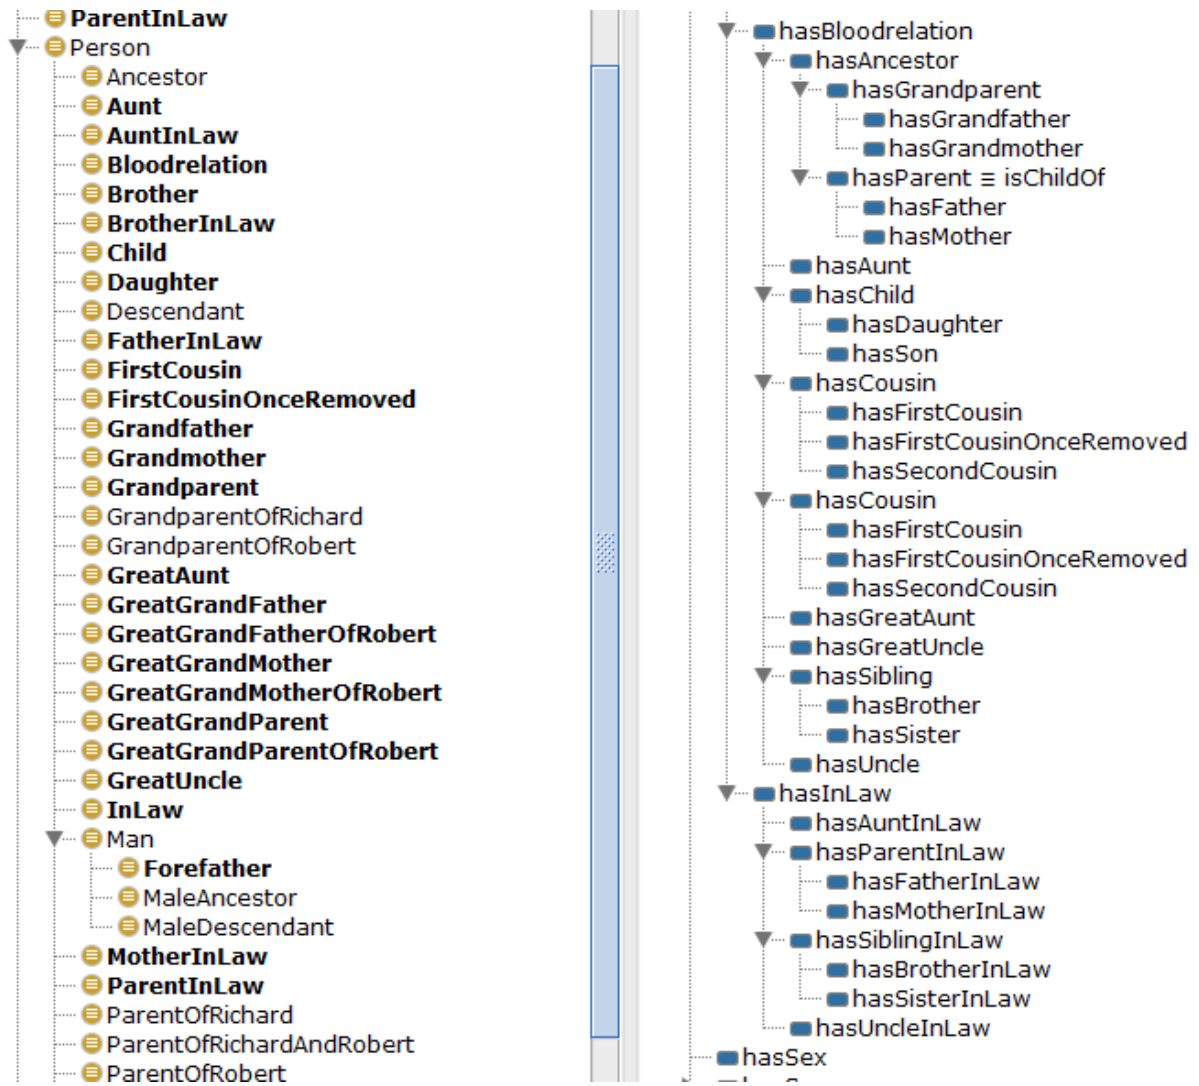 ParentInLaw
Person
Ancestor
Aunt
AuntInLaw
Bloodrelation
Brother
BrotherInLaw
Child
Daughter
Descendant
FatherInLaw
FirstCousin
FirstCousinOnceRemoved
Grandfather
Grandmother
Grandparent
GrandparentOfRichard
GrandparentOfRobert
GreatAunt
GreatGrandFather
GreatGrandFatherOfRobert
GreatGrandMother
GreatGrandMotherOfRobert
GreatGrandParent
GreatGrandParentOfRobert
GreatUncle
InLaw
Man
Forefather
MaleAncestor
MaleDescendant
MotherInLaw
ParentInLaw
ParentOfRichard
ParentOfRichardAndRobert
ParentOfRobert
hasBloodrelation
hasAncestor
hasGrandparent
hasGrandfather
hasGrandmother
hasParent ≡ isChildOf
hasFather
hasMother
hasAunt
hasChild
hasDaughter
hasSon
hasCousin
hasFirstCousin
hasFirstCousinOnceRemoved
hasSecondCousin
hasCousin
hasFirstCousin
hasFirstCousinOnceRemoved
hasSecondCousin
hasGreatAunt
hasGreatUncle
hasSibling
hasBrother
hasSister
hasUncle
hasInLaw
hasAuntInLaw
hasParentInLaw
hasFatherInLaw
hasMotherInLaw
hasSiblingInLaw
hasBrotherInLaw
hasSisterInLaw
hasUncleInLaw
hasSex